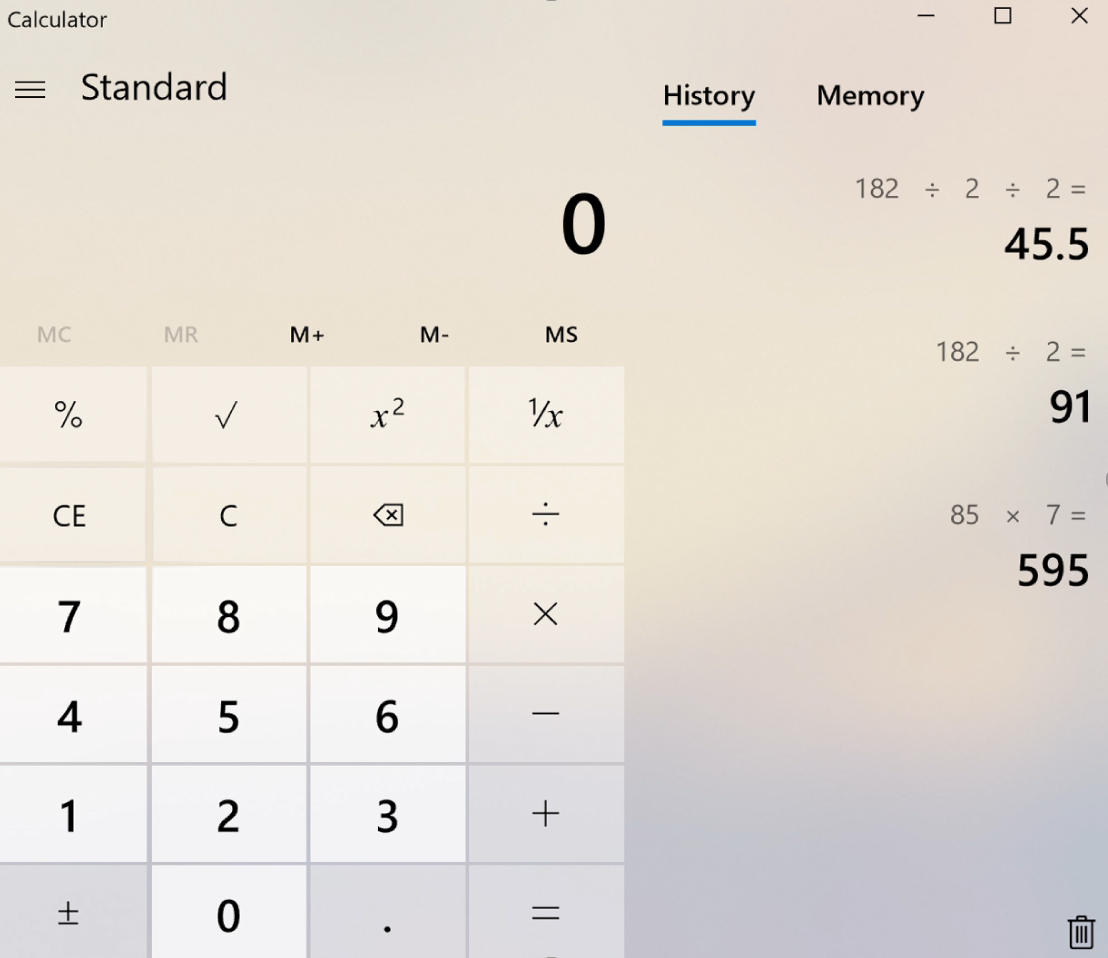 Calculator
Standard
0
MC MR M+ M- MS
% √ x² ¹/x
CE C ÷
7 8 9 ×
4 5 6 −
1 2 3 +
± 0 . =
History Memory
182 ÷ 2 ÷ 2 =
45.5
182 ÷ 2 =
91
85 × 7 =
595